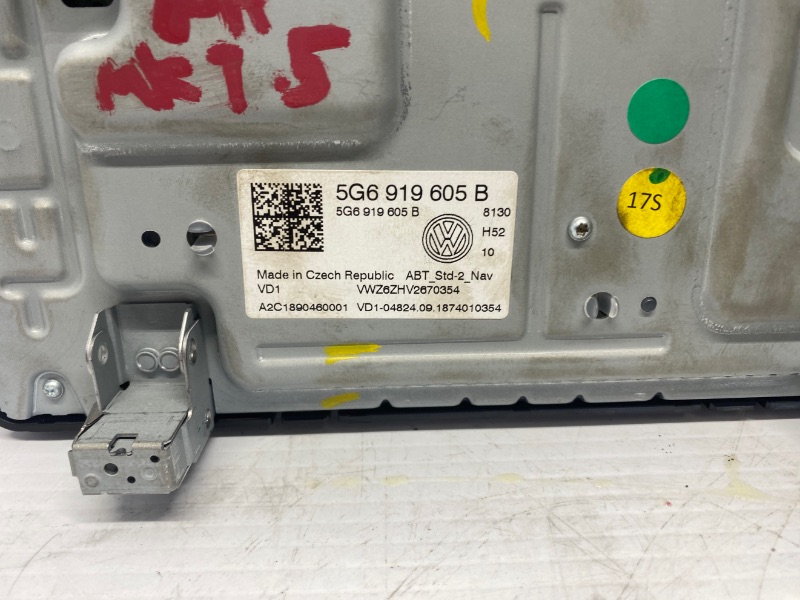 MK7.5
5G6 919 605 B
5G6 919 605 B 8130
H52
10
Made in Czech Republic ABT_Std-2_Nav
VD1 VWZ6ZHV2670354
A2C1890460001 VD1-04824.09.1874010354
17S